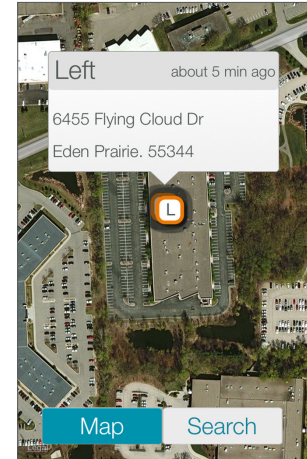 Left
about 5 min ago
6455 Flying Cloud Dr
Eden Prairie. 55344
L
Map
Search